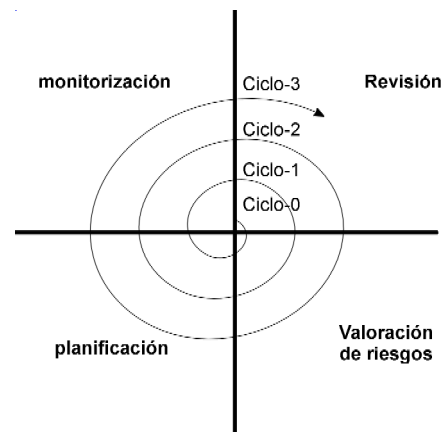 monitorización
Ciclo-3
Revisión
Ciclo-2
Ciclo-1
Ciclo-0
planificación
Valoración
de riesgos